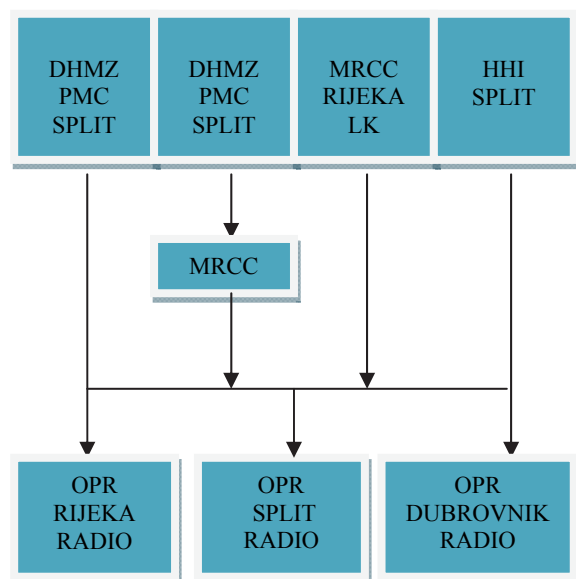 DHMZ
PMC
SPLIT
DHMZ
PMC
SPLIT
MRCC
RIJEKA
LK
HHI
SPLIT
MRCC
OPR
RIJEKA
RADIO
OPR
SPLIT
RADIO
OPR
DUBROVNIK
RADIO